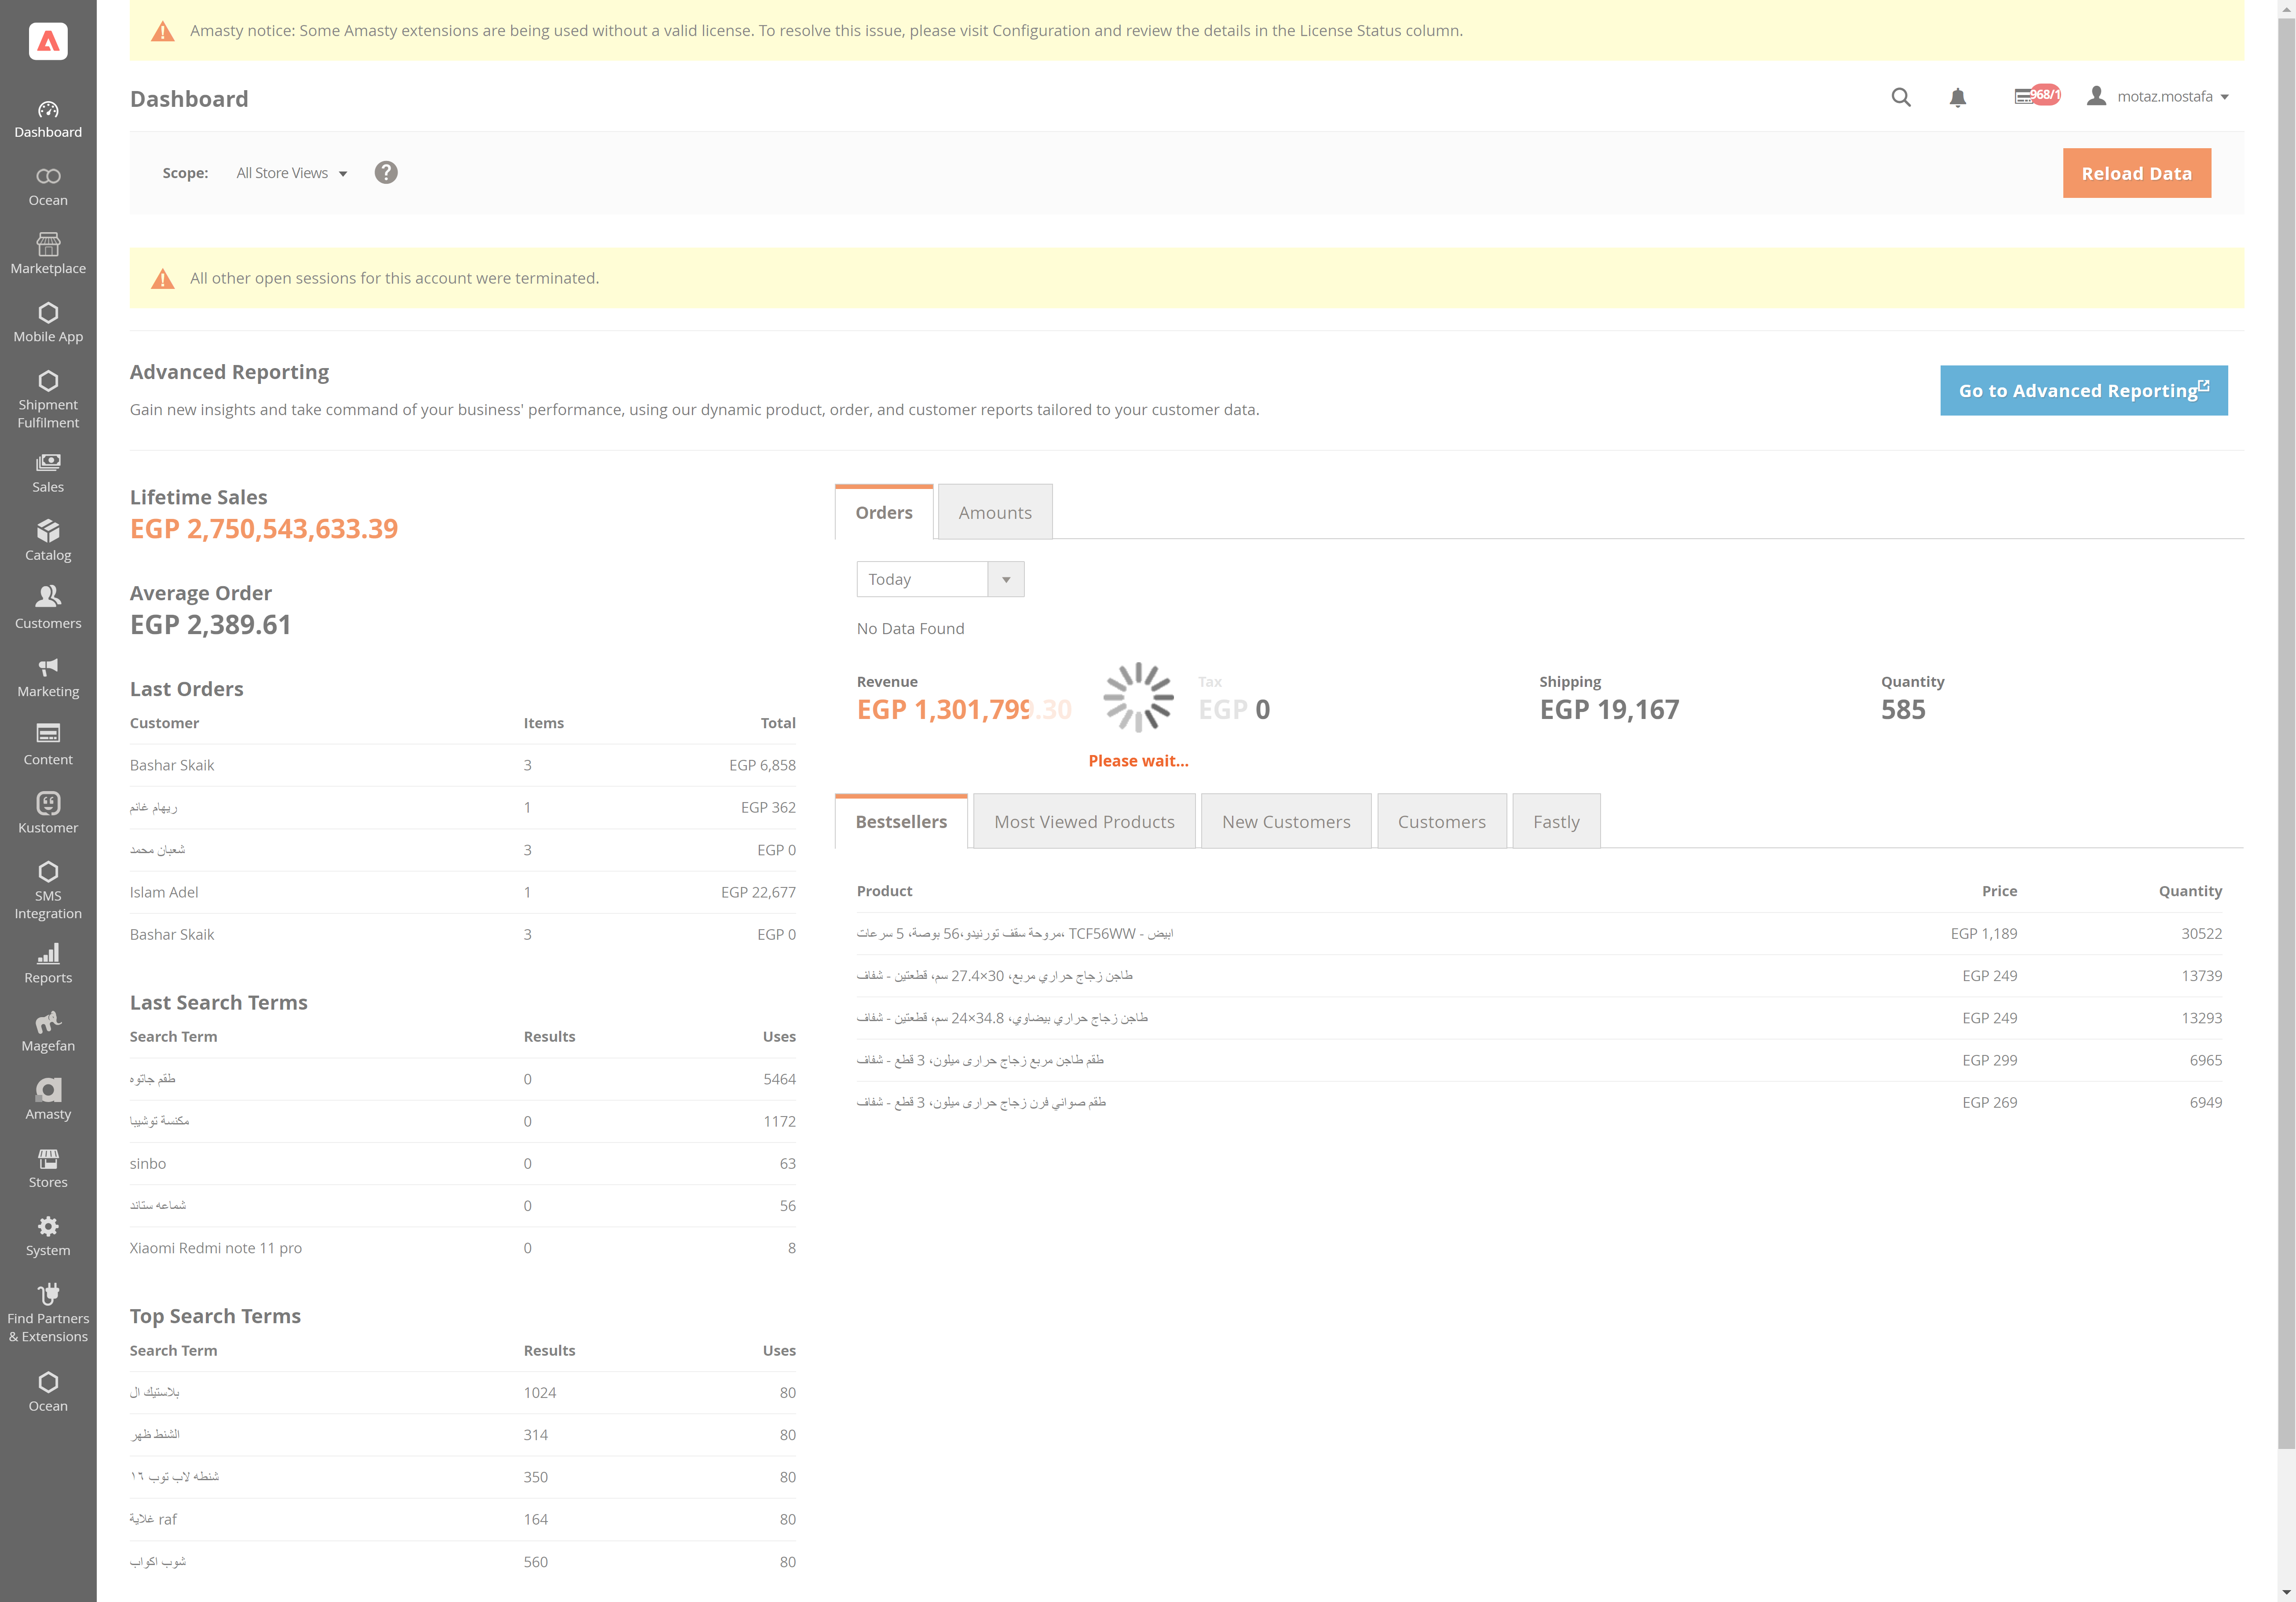 Amasty notice: Some Amasty extensions are being used without a valid license. To resolve this issue, please visit Configuration and review the details in the License Status column.
Dashboard
968/1
motaz.mostafa
Scope:
All Store Views
?
Reload Data
All other open sessions for this account were terminated.
Advanced Reporting
Gain new insights and take command of your business' performance, using our dynamic product, order, and customer reports tailored to your customer data.
Go to Advanced Reporting
Dashboard
Ocean
Marketplace
Mobile App
Shipment
Fulfilment
Sales
Catalog
Customers
Marketing
Content
Kustomer
SMS
Integration
Reports
Magefan
Amasty
Stores
System
Find Partners
& Extensions
Ocean
Lifetime Sales
EGP 2,750,543,633.39
Average Order
EGP 2,389.61
Last Orders
Customer Items Total
Bashar Skaik 3 EGP 6,858
ريهام غانم 1 EGP 362
شعبان محمد 3 EGP 0
Islam Adel 1 EGP 22,677
Bashar Skaik 3 EGP 0
Last Search Terms
Search Term Results Uses
طقم جاتوه 0 5464
مكنسة توشيبا 0 1172
sinbo 0 63
شماعه ستاند 0 56
Xiaomi Redmi note 11 pro 0 8
Top Search Terms
Search Term Results Uses
بلاستيك ال 1024 80
الشنط ظهر 314 80
شنطه لاب توب ١٦ 350 80
غلاية raf 164 80
شوب اكواب 560 80
Orders Amounts
Today
No Data Found
Revenue Tax Shipping Quantity
EGP 1,301,799.30 EGP 0 EGP 19,167 585
Please wait...
Bestsellers Most Viewed Products New Customers Customers Fastly
Product Price Quantity
مروحة سقف تورنيدو،56 بوصة، 5 سرعات، TCF56WW - ابيض EGP 1,189 30522
طاجن زجاج حراري مربع، 30×27.4 سم، قطعتين - شفاف EGP 249 13739
طاجن زجاج حراري بيضاوي، 34.8×24 سم، قطعتين - شفاف EGP 249 13293
طقم طاجن مربع زجاج حرارى ميلون، 3 قطع - شفاف EGP 299 6965
طقم صواني فرن زجاج حرارى ميلون، 3 قطع - شفاف EGP 269 6949